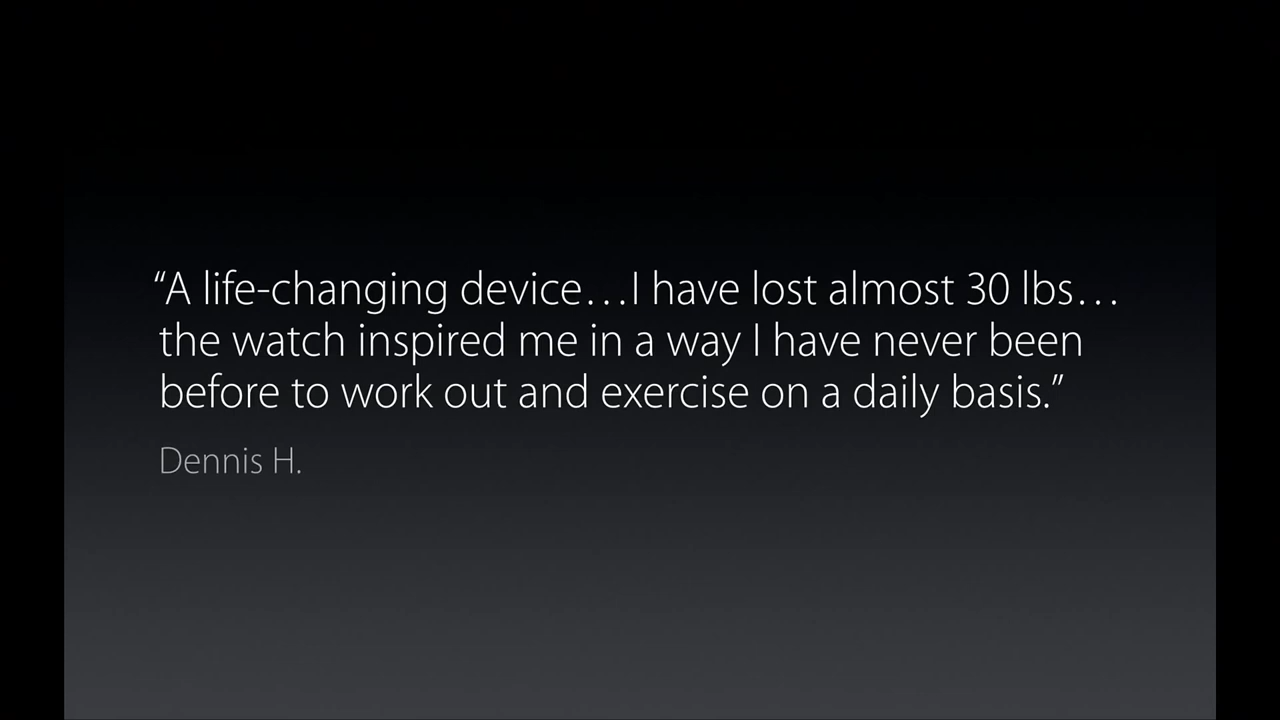 “A life-changing device…I have lost almost 30 lbs…
the watch inspired me in a way I have never been
before to work out and exercise on a daily basis.”
Dennis H.